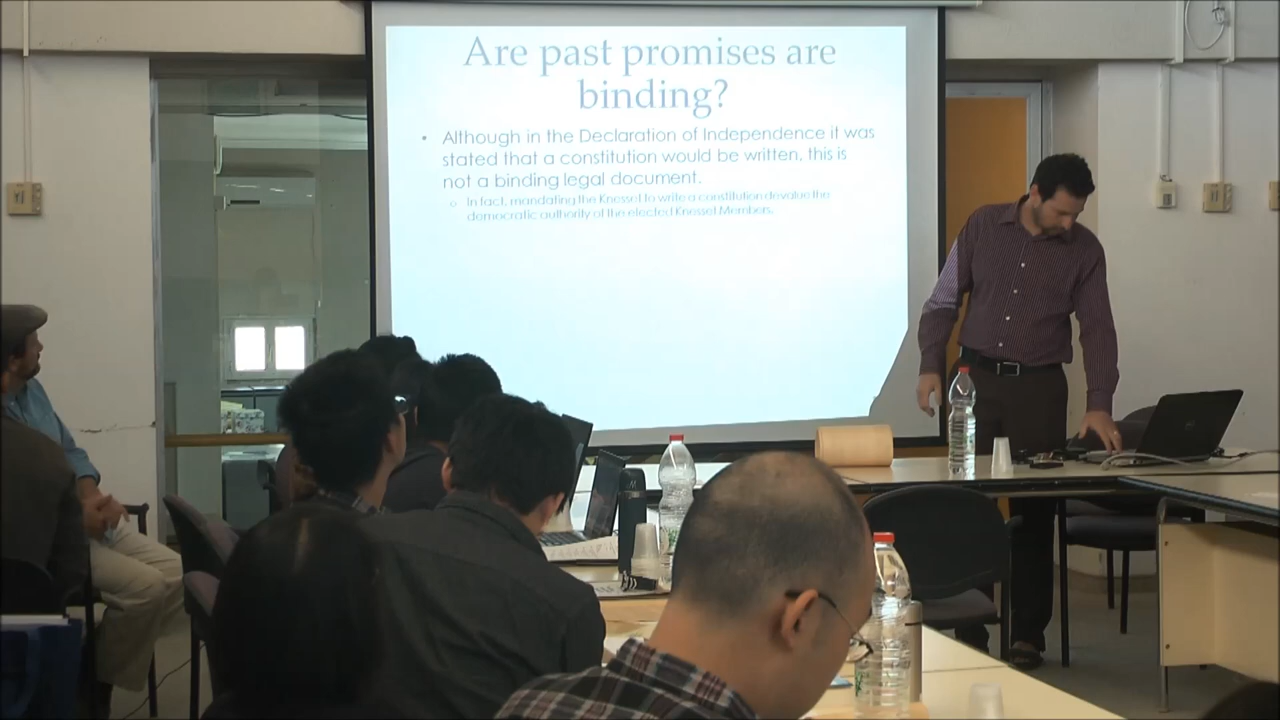 Are past promises are
binding?
• Although in the Declaration of Independence it was
stated that a constitution would be written, this is
not a binding legal document.
o In fact, mandating the Knesset to write a constitution devalue the
democratic authority of the elected Knesset Members.